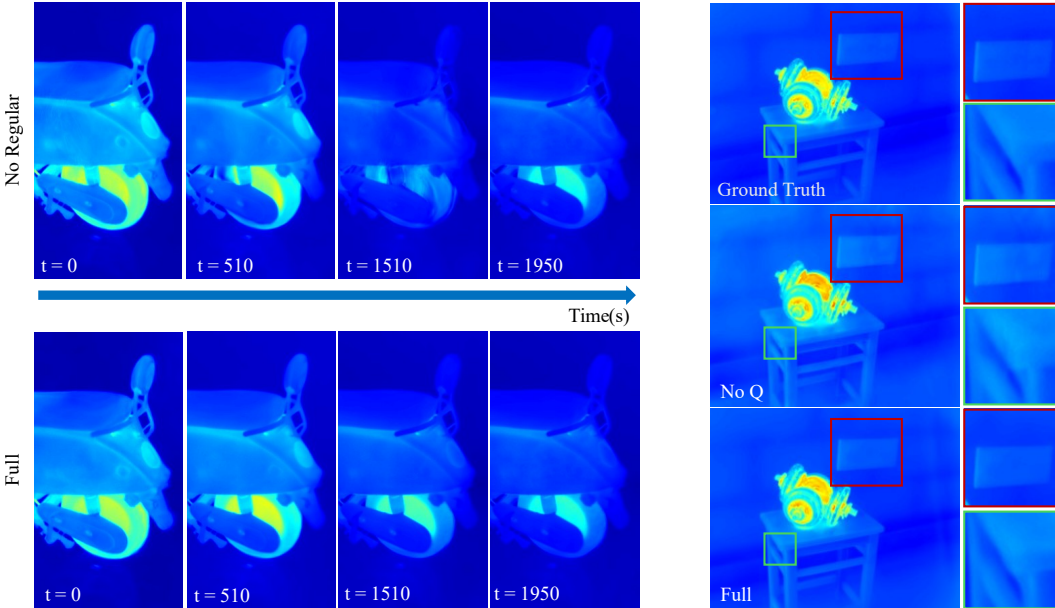 No Regular
t = 0
t = 510
t = 1510
t = 1950
Time(s)
Full
t = 0
t = 510
t = 1510
t = 1950
Ground Truth
No Q
Full